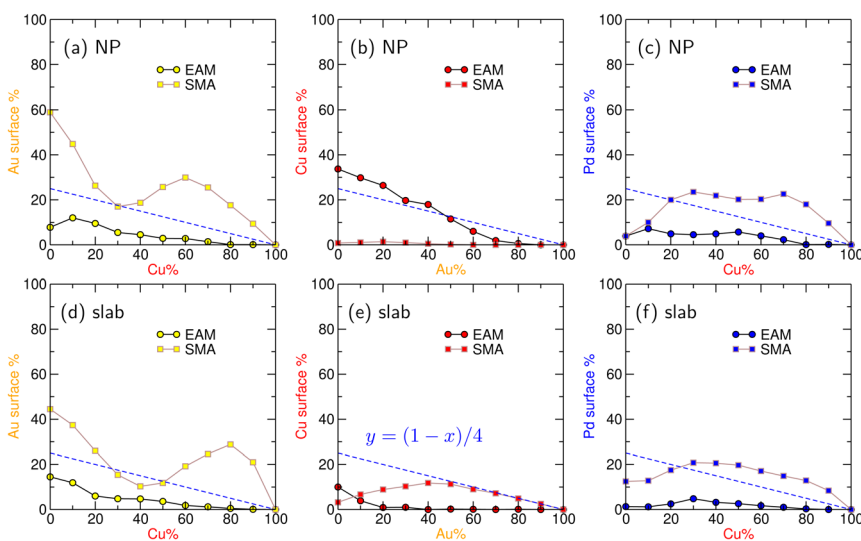 (a) NP
EAM
SMA
Au surface %
100
80
60
40
20
0
0 20 40 60 80 100
Cu%
(b) NP
EAM
SMA
Cu surface %
100
80
60
40
20
0
0 20 40 60 80 100
Au%
(c) NP
EAM
SMA
Pd surface %
100
80
60
40
20
0
0 20 40 60 80 100
Cu%
(d) slab
EAM
SMA
Au surface %
100
80
60
40
20
0
0 20 40 60 80 100
Cu%
(e) slab
EAM
SMA
y = (1 − x)/4
Cu surface %
100
80
60
40
20
0
0 20 40 60 80 100
Au%
(f) slab
EAM
SMA
Pd surface %
100
80
60
40
20
0
0 20 40 60 80 100
Cu%